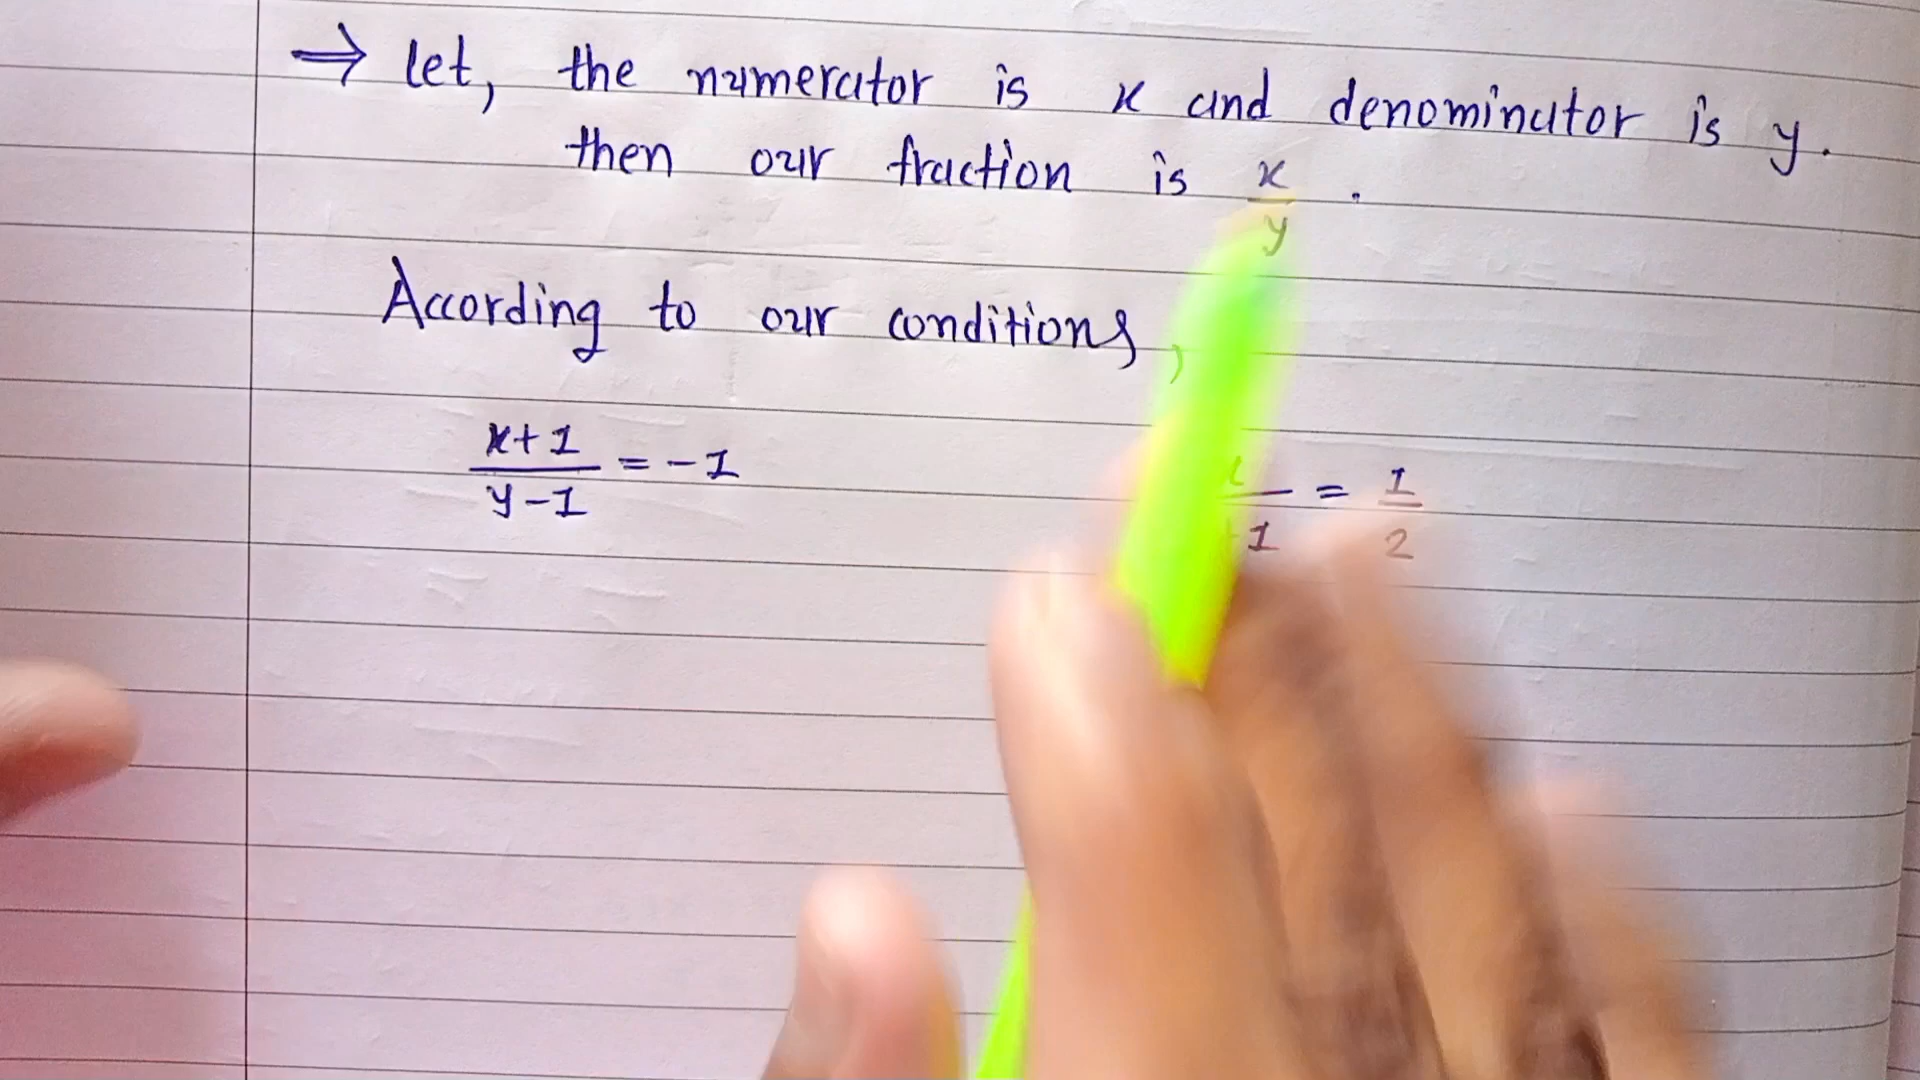 ⇒ let, the numerator is x and denominator is y.
then our fraction is x/y .
According to our conditions,
(x+1)/(y-1) = -1
1 = 1/2